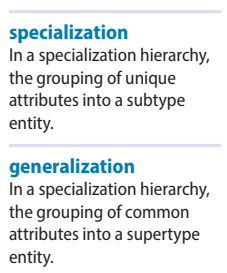 specialization
In a specialization hierarchy,
the grouping of unique
attributes into a subtype
entity.
generalization
In a specialization hierarchy,
the grouping of common
attributes into a supertype
entity.